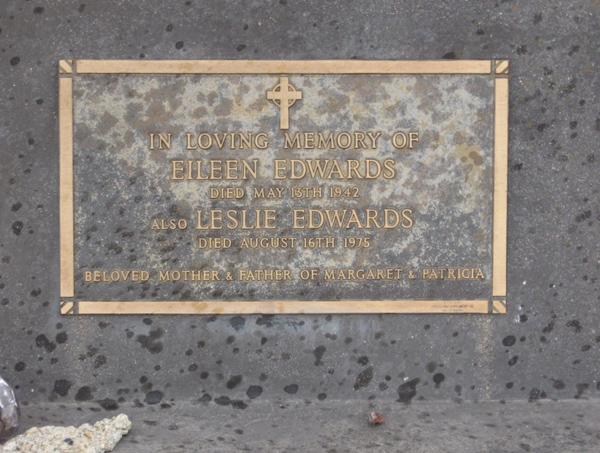 IN LOVING MEMORY OF
EILEEN EDWARDS
DIED MAY 13TH 1942
ALSO LESLIE EDWARDS
DIED AUGUST 16TH 1975
BELOVED MOTHER & FATHER OF MARGARET & PATRICIA